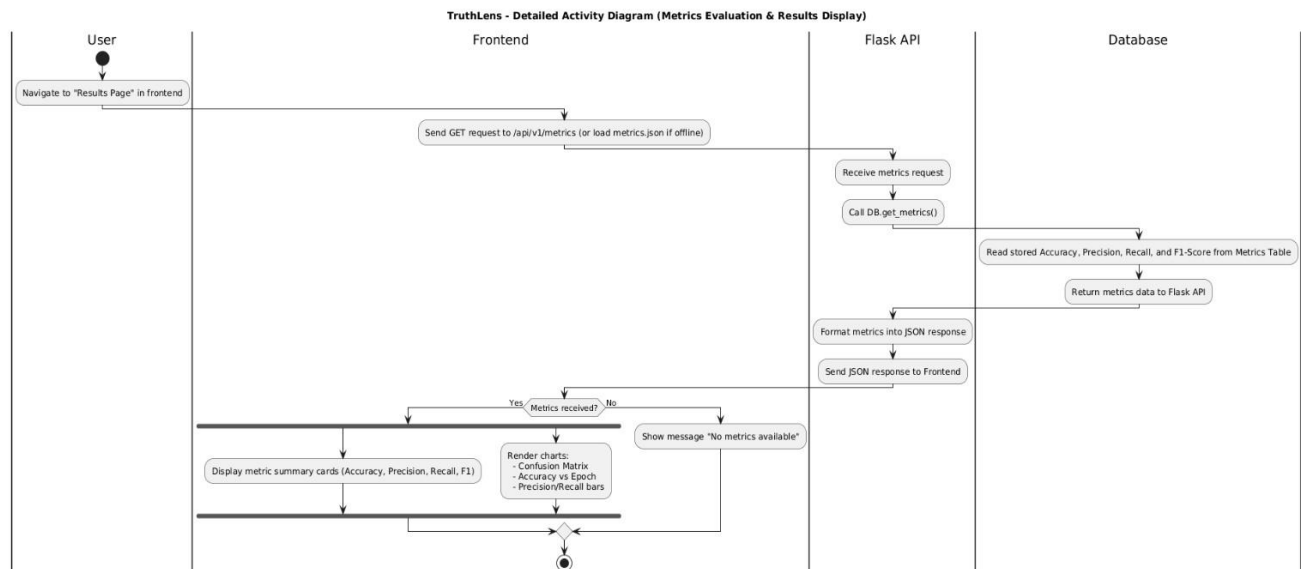 TruthLens - Detailed Activity Diagram (Metrics Evaluation & Results Display)
User
Frontend
Flask API
Database
Navigate to "Results Page" in frontend
Send GET request to /api/v1/metrics (or load metrics.json if offline)
Receive metrics request
Call DB.get_metrics()
Read stored Accuracy, Precision, Recall, and F1-Score from Metrics Table
Return metrics data to Flask API
Format metrics into JSON response
Send JSON response to Frontend
Yes
Metrics received?
No
Display metric summary cards (Accuracy, Precision, Recall, F1)
Render charts:
- Confusion Matrix
- Accuracy vs Epoch
- Precision/Recall bars
Show message "No metrics available"